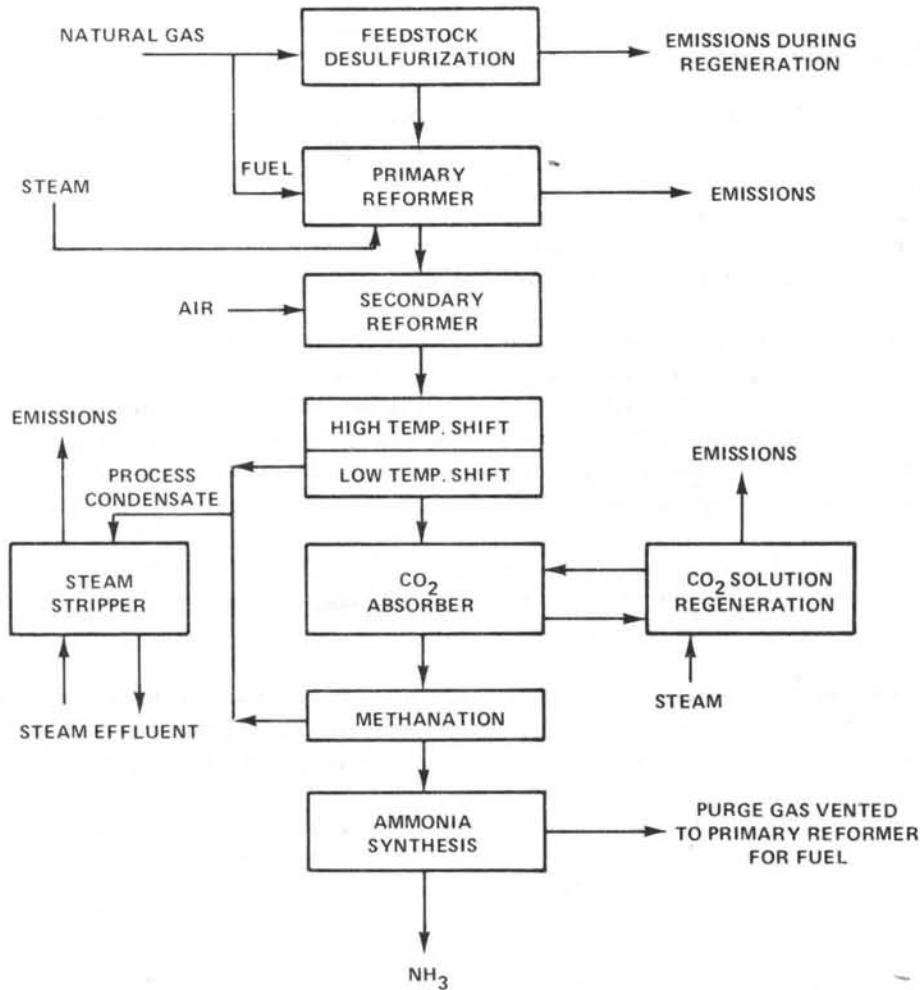 NATURAL GAS
FEEDSTOCK
DESULFURIZATION
EMISSIONS DURING
REGENERATION
FUEL
STEAM
PRIMARY
REFORMER
EMISSIONS
AIR
SECONDARY
REFORMER
EMISSIONS
HIGH TEMP. SHIFT
LOW TEMP. SHIFT
PROCESS
CONDENSATE
EMISSIONS
STEAM
STRIPPER
CO2
ABSORBER
CO2 SOLUTION
REGENERATION
STEAM EFFLUENT
STEAM
METHANATION
AMMONIA
SYNTHESIS
PURGE GAS VENTED
TO PRIMARY REFORMER
FOR FUEL
NH3